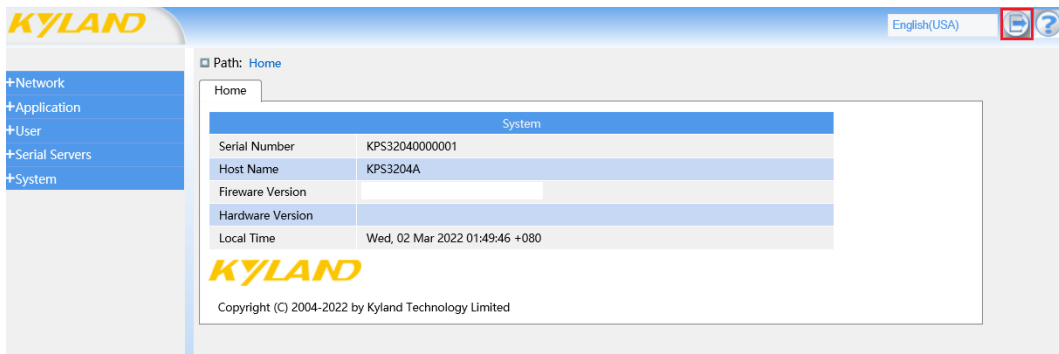 KYLAND
English(USA)
?
Path: Home
+Network
+Application
+User
+Serial Servers
+System
Home
System
Serial Number KPS32040000001
Host Name KPS3204A
Fireware Version
Hardware Version
Local Time Wed, 02 Mar 2022 01:49:46 +080
KYLAND
Copyright (C) 2004-2022 by Kyland Technology Limited